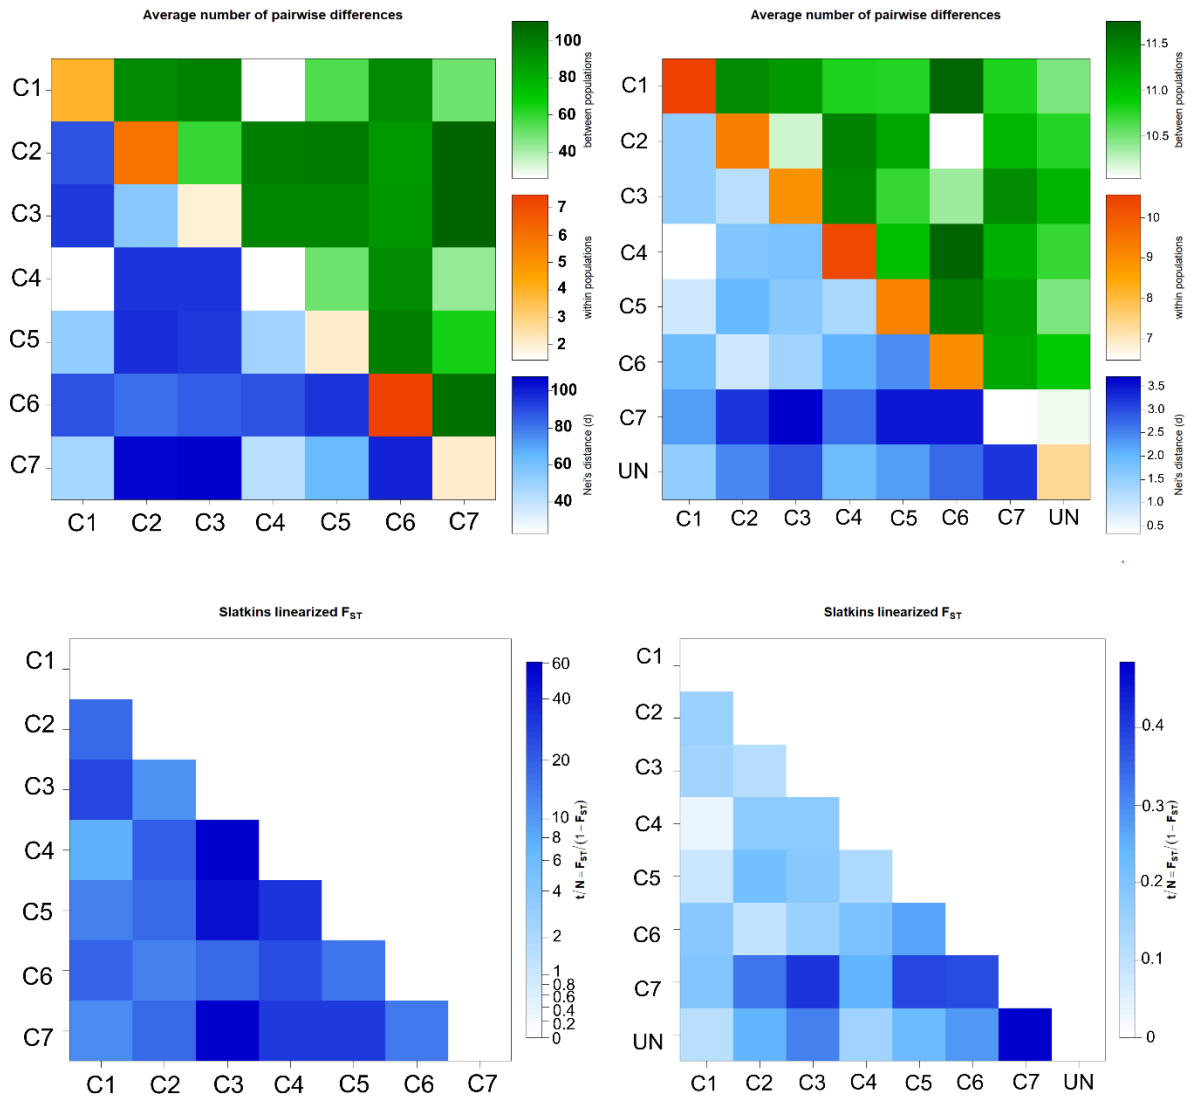 Average number of pairwise differences
C1
C2
C3
C4
C5
C6
C7
C1 C2 C3 C4 C5 C6 C7
100
80
60
40
between populations
7
6
5
4
3
2
within populations
100
80
60
40
Nei's distance (d)
Average number of pairwise differences
C1
C2
C3
C4
C5
C6
C7
UN
C1 C2 C3 C4 C5 C6 C7 UN
11.5
11.0
10.5
between populations
10
9
8
7
within populations
3.5
3.0
2.5
2.0
1.5
1.0
0.5
Nei's distance (d)
Slatkins linearized FST
C1
C2
C3
C4
C5
C6
C7
C1 C2 C3 C4 C5 C6 C7
60
40
20
10
8
6
4
2
1
0.8
0.6
0.4
0.2
0
t/ N = FST / (1 − FST)
Slatkins linearized FST
C1
C2
C3
C4
C5
C6
C7
UN
C1 C2 C3 C4 C5 C6 C7 UN
0.4
0.3
0.2
0.1
0
t/ N = FST / (1 − FST)